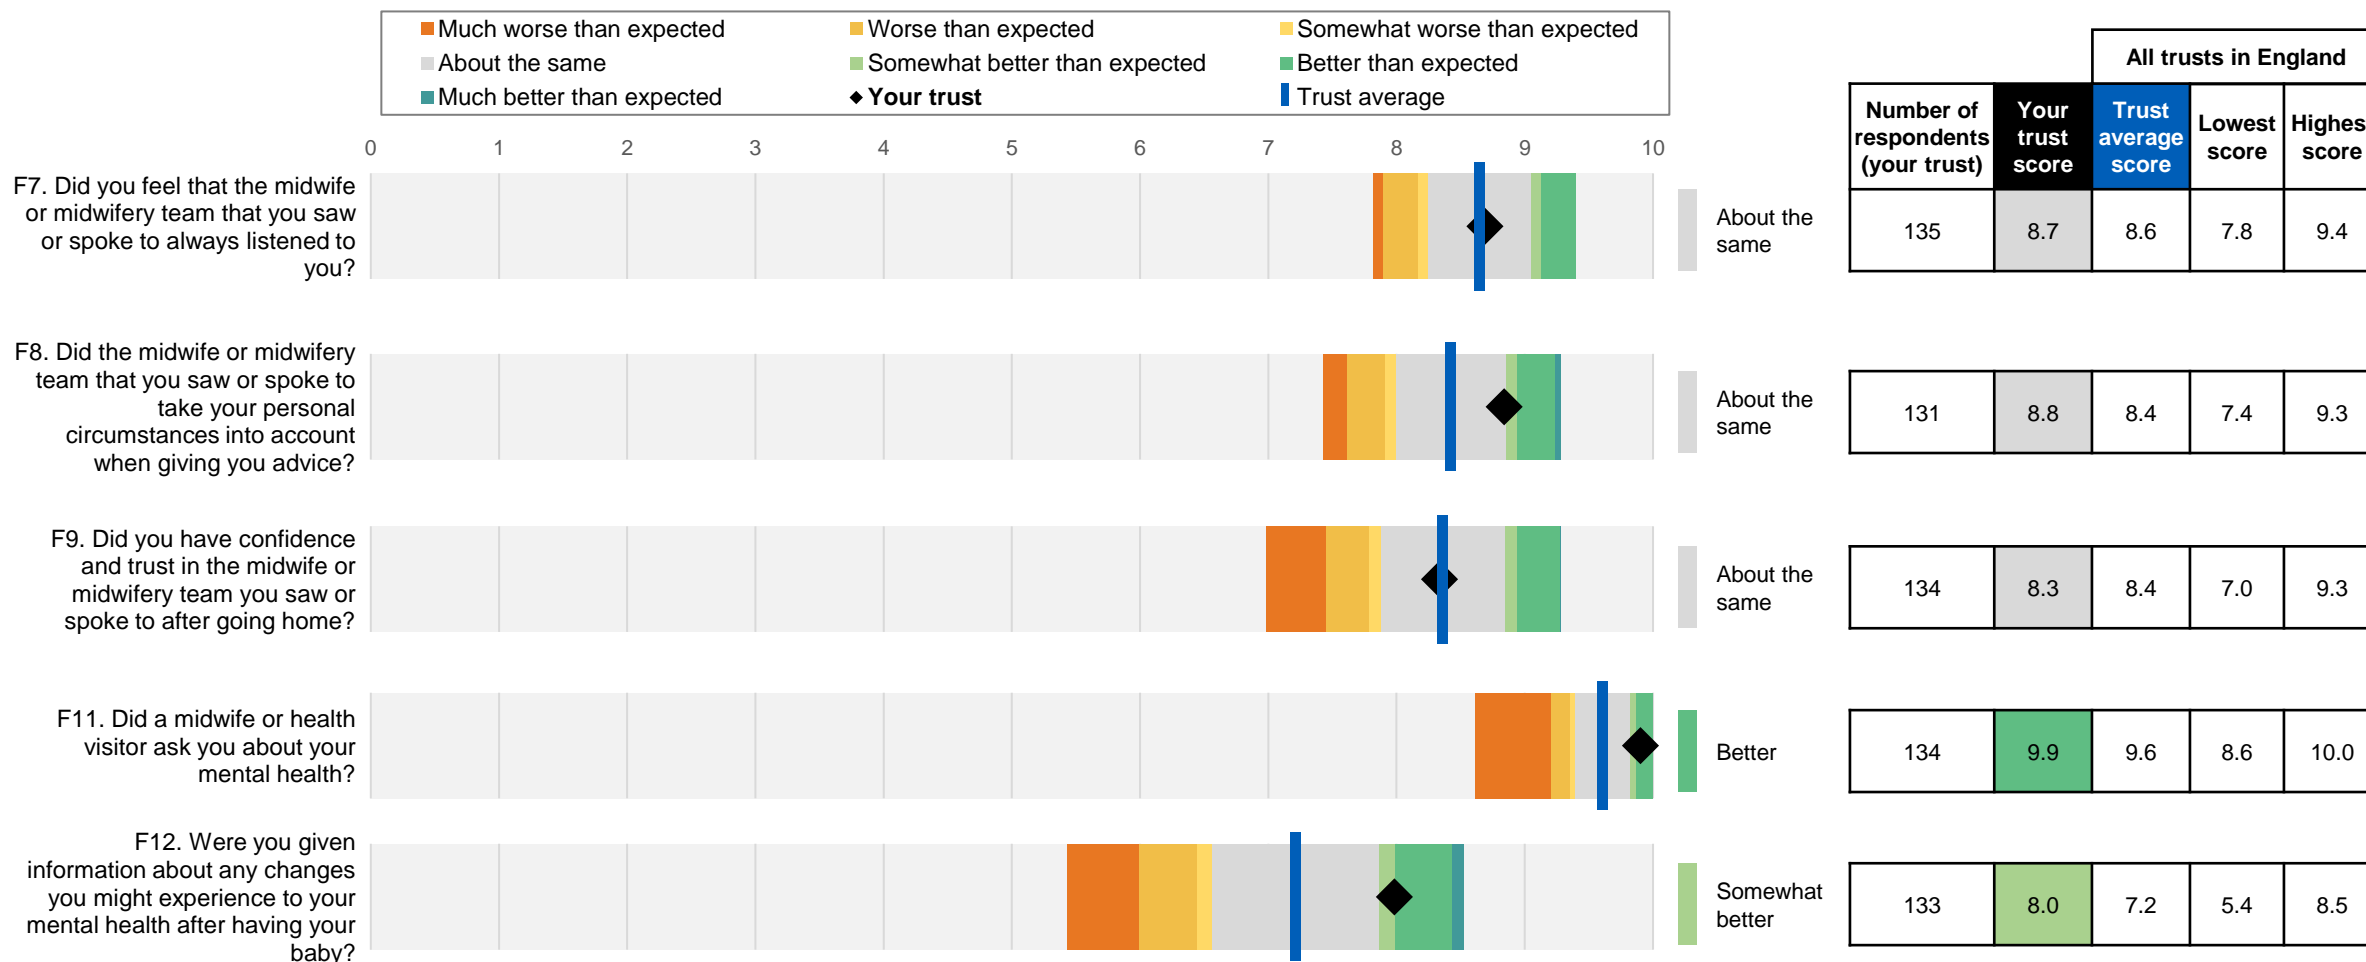 Much worse than expected
Worse than expected
Somewhat worse than expected
About the same
Somewhat better than expected
Better than expected
Much better than expected
Your trust
Trust average
All trusts in England
Number of
respondents
(your trust)
Your
trust
score
Trust
average
score
Lowest
score
Highes
score
0 1 2 3 4 5 6 7 8 9 10
F7. Did you feel that the midwife
or midwifery team that you saw
or spoke to always listened to
you?
About the
same
135 8.7 8.6 7.8 9.4
F8. Did the midwife or midwifery
team that you saw or spoke to
take your personal
circumstances into account
when giving you advice?
About the
same
131 8.8 8.4 7.4 9.3
F9. Did you have confidence
and trust in the midwife or
midwifery team you saw or
spoke to after going home?
About the
same
134 8.3 8.4 7.0 9.3
F11. Did a midwife or health
visitor ask you about your
mental health?
Better
134 9.9 9.6 8.6 10.0
F12. Were you given
information about any changes
you might experience to your
mental health after having your
baby?
Somewhat
better
133 8.0 7.2 5.4 8.5